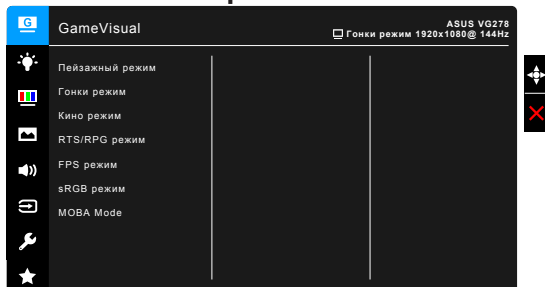 G
GameVisual
ASUS VG278
Гонки режим 1920x1080@ 144Hz
Пейзажный режим
Гонки режим
Кино режим
RTS/RPG режим
FPS режим
sRGB режим
MOBA Mode